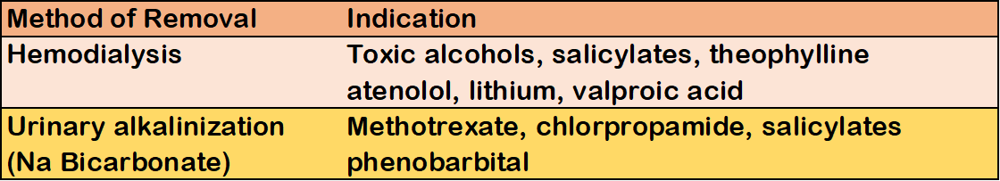 Method of Removal Indication
Hemodialysis Toxic alcohols, salicylates, theophylline
atenolol, lithium, valproic acid
Urinary alkalinization Methotrexate, chlorpropamide, salicylates
(Na Bicarbonate) phenobarbital